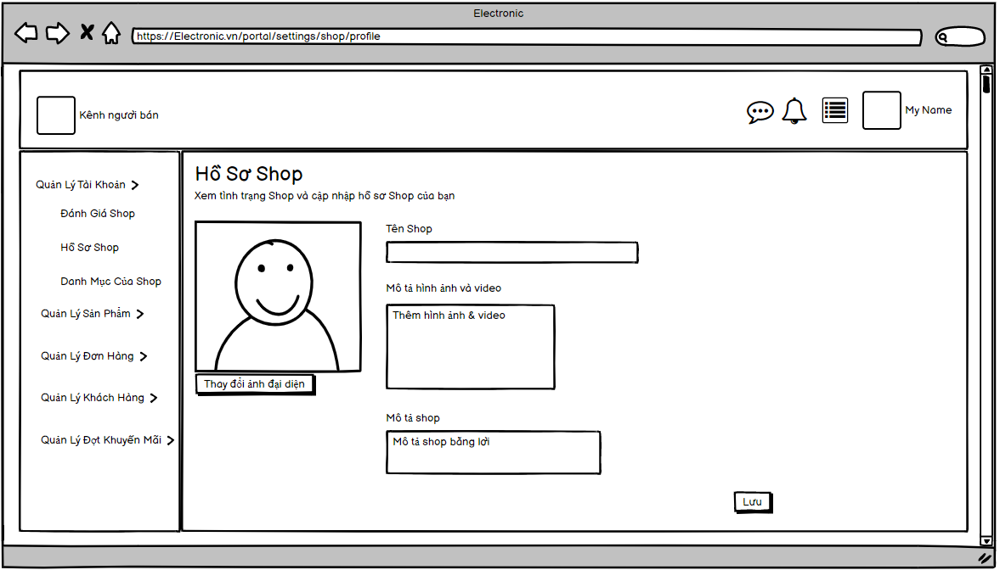 Electronic
https://Electronic.vn/portal/settings/shop/profile
Kênh người bán
My Name
Quản Lý Tài Khoản
Đánh Giá Shop
Hồ Sơ Shop
Danh Mục Của Shop
Quản Lý Sản Phẩm
Quản Lý Đơn Hàng
Quản Lý Khách Hàng
Quản Lý Đợt Khuyến Mãi
Hồ Sơ Shop
Xem tình trạng Shop và cập nhập hồ sơ Shop của bạn
Thay đổi ảnh đại diện
Tên Shop
Mô tả hình ảnh và video
Thêm hình ảnh & video
Mô tả shop
Mô tả shop bằng lời
Lưu